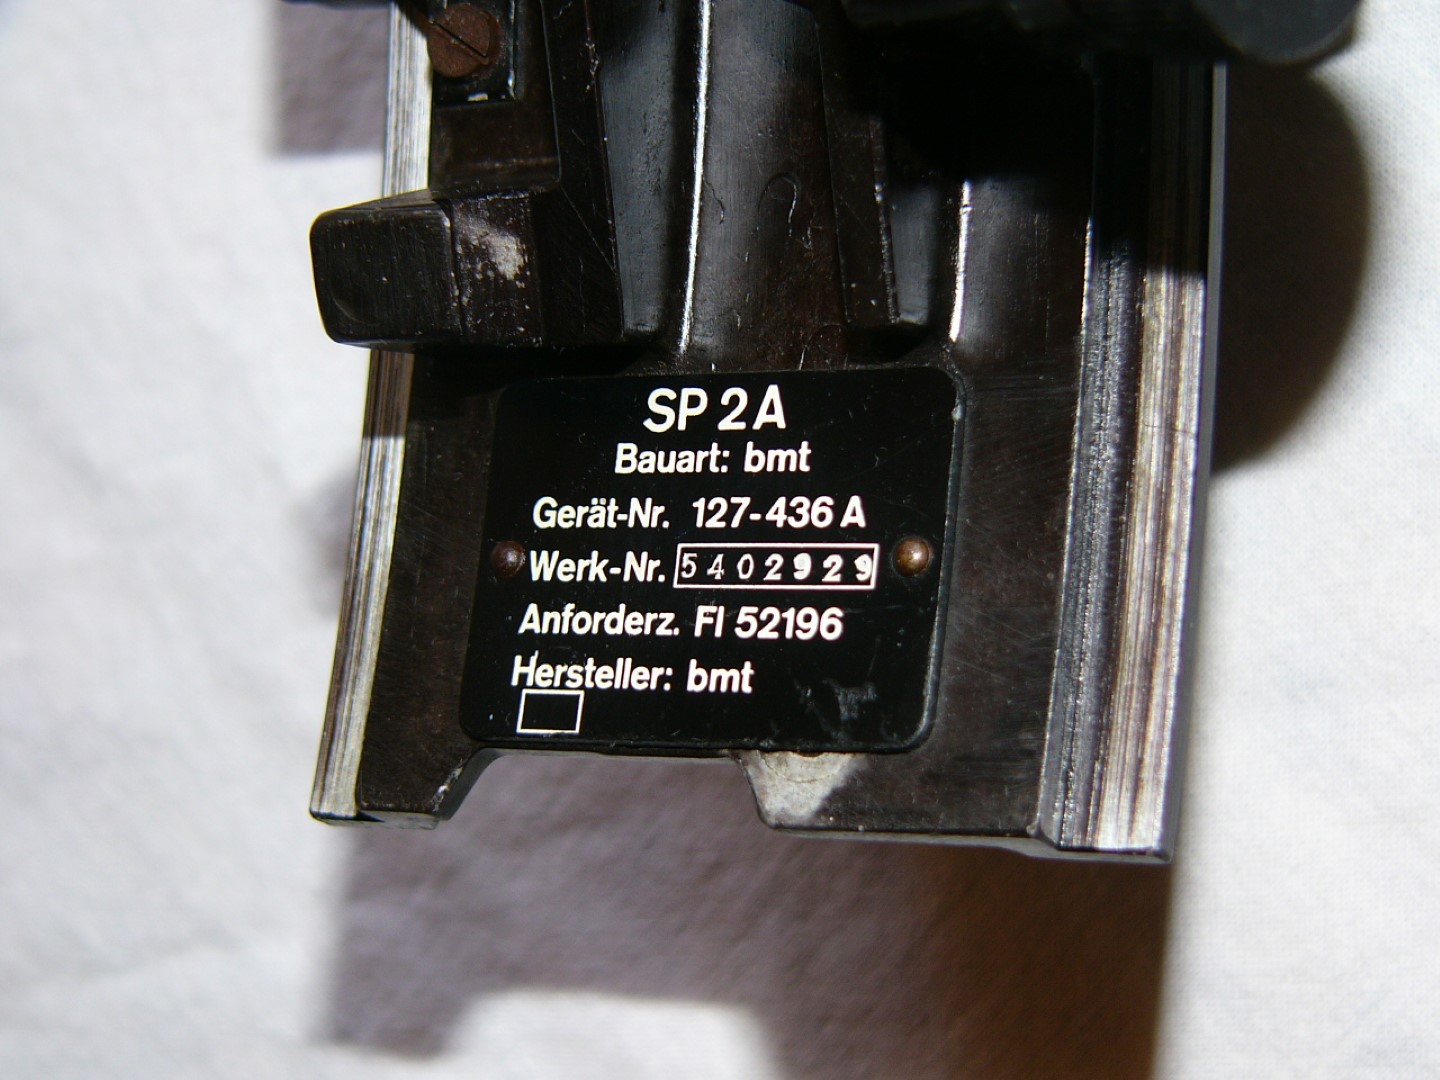 SP 2 A
Bauart: bmt
Gerät-Nr. 127-436 A
Werk-Nr. 5402929
Anforderz. Fl 52196
Hersteller: bmt